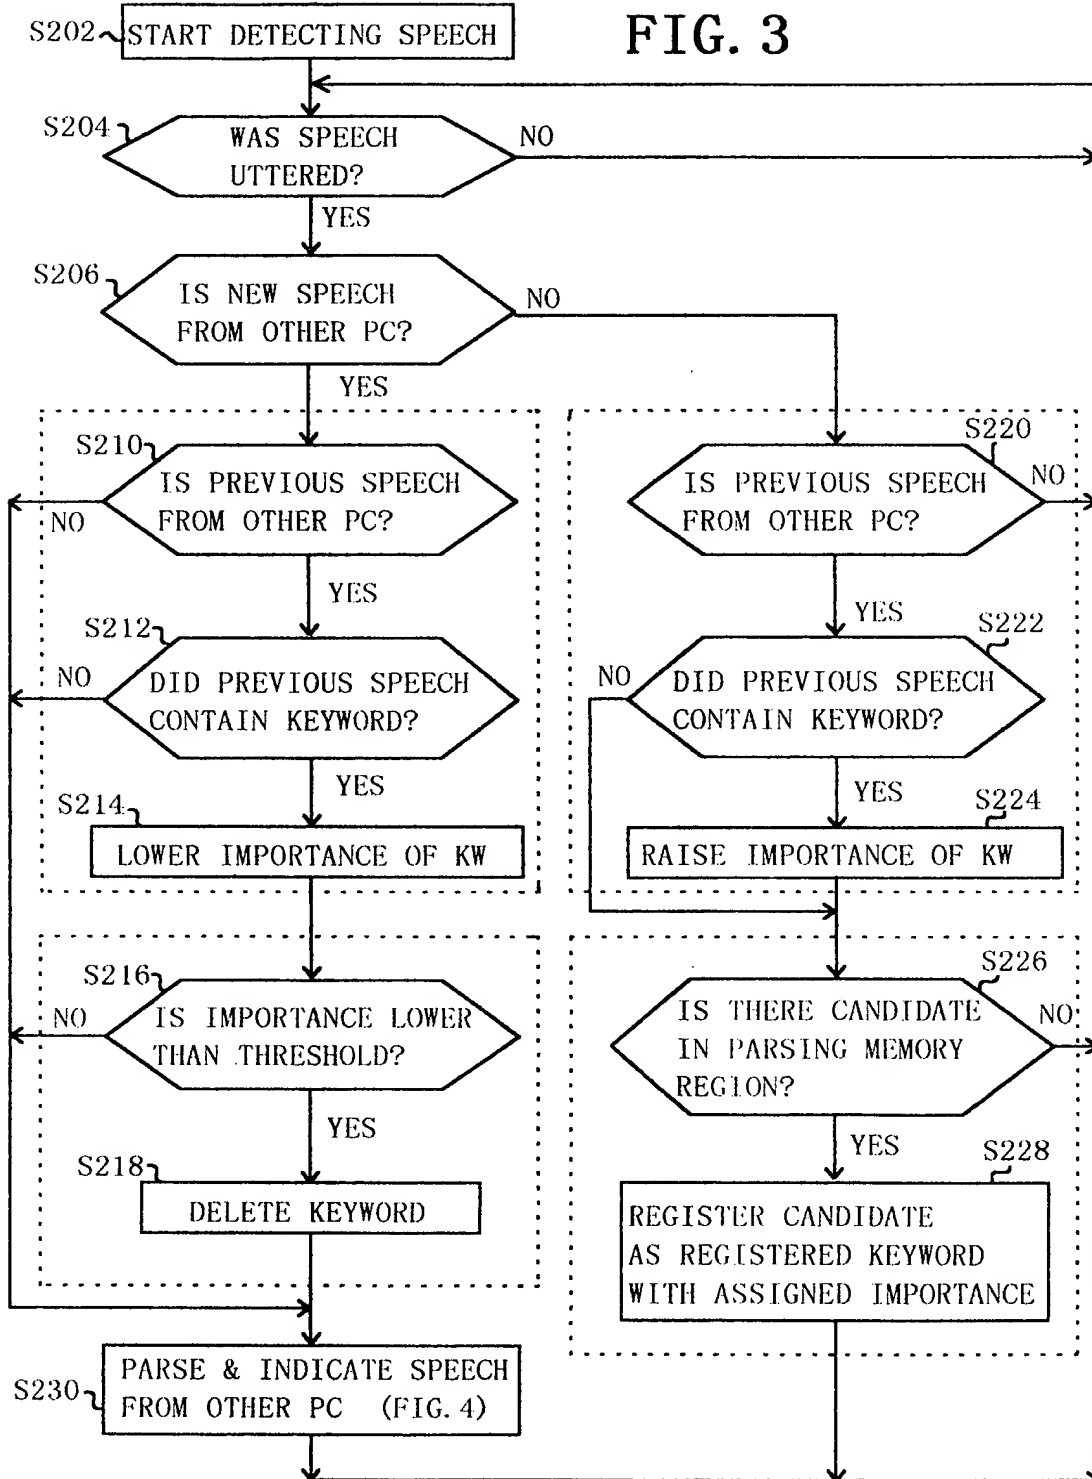 FIG. 3
S202
START DETECTING SPEECH
S204
WAS SPEECH
UTTERED?
NO
YES
S206
IS NEW SPEECH
FROM OTHER PC?
NO
YES
S210
IS PREVIOUS SPEECH
FROM OTHER PC?
NO
YES
S212
DID PREVIOUS SPEECH
CONTAIN KEYWORD?
NO
YES
S214
LOWER IMPORTANCE OF KW
S216
IS IMPORTANCE LOWER
THAN THRESHOLD?
NO
YES
S218
DELETE KEYWORD
S220
IS PREVIOUS SPEECH
FROM OTHER PC?
NO
YES
S222
DID PREVIOUS SPEECH
CONTAIN KEYWORD?
NO
YES
S224
RAISE IMPORTANCE OF KW
S226
IS THERE CANDIDATE
IN PARSING MEMORY
REGION?
NO
YES
S228
REGISTER CANDIDATE
AS REGISTERED KEYWORD
WITH ASSIGNED IMPORTANCE
S230
PARSE & INDICATE SPEECH
FROM OTHER PC (FIG. 4)